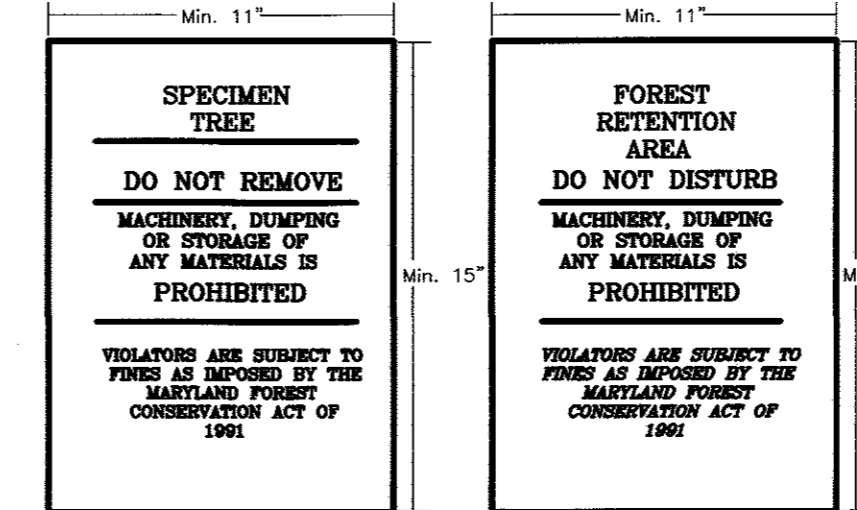 Min. 11"
SPECIMEN
TREE
DO NOT REMOVE
MACHINERY, DUMPING
OR STORAGE OF
ANY MATERIALS IS
PROHIBITED
VIOLATORS ARE SUBJECT TO
FINES AS IMPOSED BY THE
MARYLAND FOREST
CONSERVATION ACT OF
1991
Min. 15"
Min. 11"
FOREST
RETENTION
AREA
DO NOT DISTURB
MACHINERY, DUMPING
OR STORAGE OF
ANY MATERIALS IS
PROHIBITED
VIOLATORS ARE SUBJECT TO
FINES AS IMPOSED BY THE
MARYLAND FOREST
CONSERVATION ACT OF
1991
M